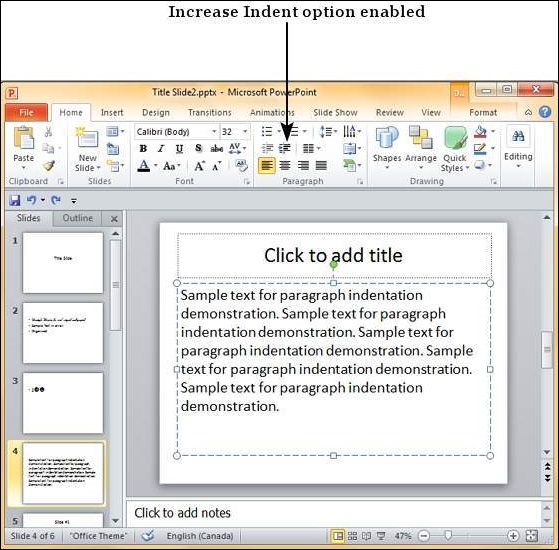 Increase Indent option enabled
Title Slide2.pptx - Microsoft PowerPoint
File Home Insert Design Transitions Animations Slide Show Review View Format
Calibri (Body) 32
Paste
New
Slide
B I U S abc AV
Aa A A A
Shapes Arrange Quick
Styles
Editing
Clipboard Slides Font Paragraph Drawing
Slides Outline
1
Title Slide
2
3
4
5
Slide #1
Click to add title
Sample text for paragraph indentation
demonstration. Sample text for paragraph
indentation demonstration. Sample text for
paragraph indentation demonstration. Sample
text for paragraph indentation demonstration.
Sample text for paragraph indentation
demonstration.
Click to add notes
Slide 4 of 6 "Office Theme" English (Canada) 47%